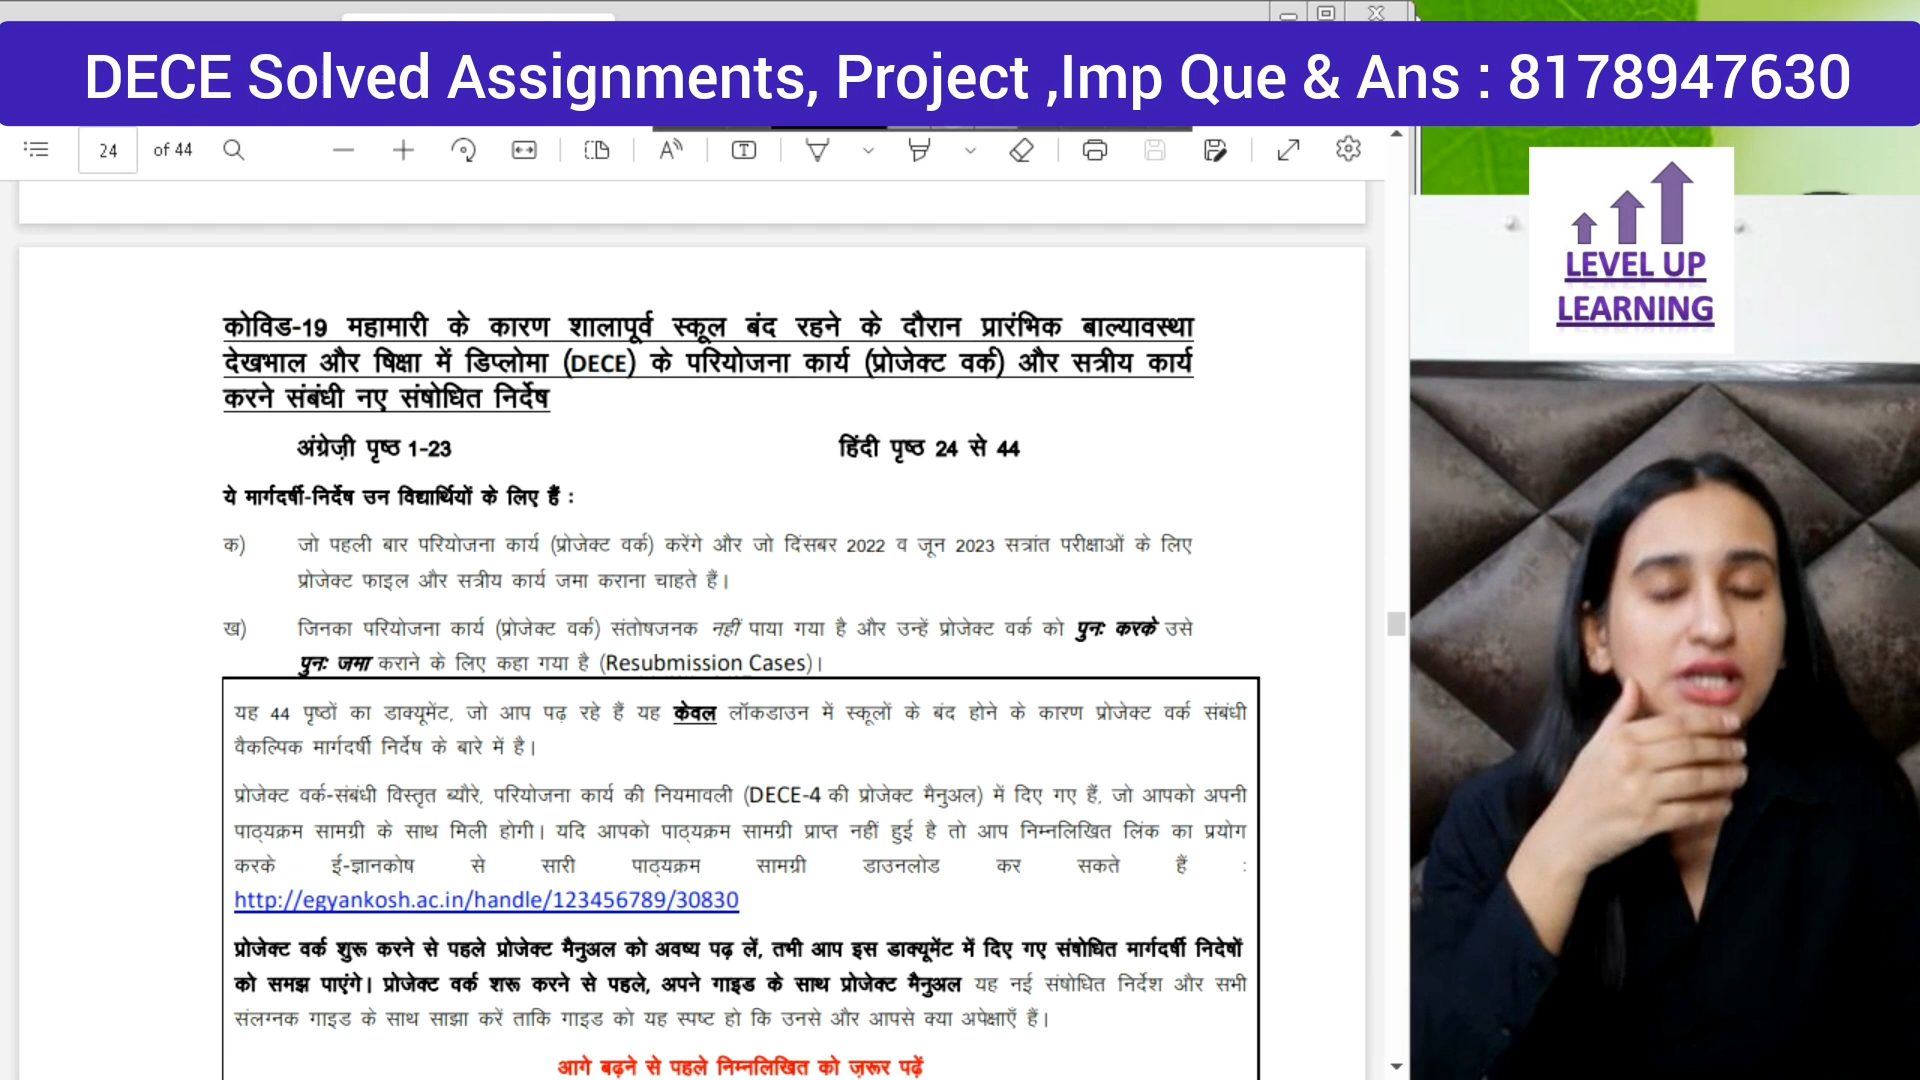 DECE Solved Assignments, Project ,Imp Que & Ans : 8178947630
24 of 44
LEVEL UP
LEARNING
कोविड-19 महामारी के कारण शालापूर्व स्कूल बंद रहने के दौरान प्रारंभिक बाल्यावस्था
देखभाल और षिक्षा में डिप्लोमा (DECE) के परियोजना कार्य (प्रोजेक्ट वर्क) और सत्रीय कार्य
करने संबंधी नए संषोधित निर्देष
अंग्रेज़ी पृष्ठ 1-23 हिंदी पृष्ठ 24 से 44
ये मार्गदर्षी-निर्देष उन विद्यार्थियों के लिए हैं :
क) जो पहली बार परियोजना कार्य (प्रोजेक्ट वर्क) करेंगे और जो दिंसबर 2022 व जून 2023 सत्रांत परीक्षाओं के लिए
प्रोजेक्ट फाइल और सत्रीय कार्य जमा कराना चाहते हैं।
ख) जिनका परियोजना कार्य (प्रोजेक्ट वर्क) संतोषजनक नहीं पाया गया है और उन्हें प्रोजेक्ट वर्क को पुनः करके उसे
पुनः जमा कराने के लिए कहा गया है (Resubmission Cases)।
यह 44 पृष्ठों का डाक्यूमेंट, जो आप पढ़ रहे हैं यह केवल लॉकडाउन में स्कूलों के बंद होने के कारण प्रोजेक्ट वर्क संबंधी
वैकल्पिक मार्गदर्षी निर्देष के बारे में है।
प्रोजेक्ट वर्क-संबंधी विस्तृत ब्यौरे, परियोजना कार्य की नियमावली (DECE-4 की प्रोजेक्ट मैनुअल) में दिए गए हैं, जो आपको अपनी
पाठ्यक्रम सामग्री के साथ मिली होगी। यदि आपको पाठ्यक्रम सामग्री प्राप्त नहीं हुई है तो आप निम्नलिखित लिंक का प्रयोग
करके ई-ज्ञानकोष से सारी पाठ्यक्रम सामग्री डाउनलोड कर सकते हैं :
http://egyankosh.ac.in/handle/123456789/30830
प्रोजेक्ट वर्क शुरू करने से पहले प्रोजेक्ट मैनुअल को अवष्य पढ़ लें, तभी आप इस डाक्यूमेंट में दिए गए संषोधित मार्गदर्षी निदेषों
को समझ पाएंगे। प्रोजेक्ट वर्क शरू करने से पहले, अपने गाइड के साथ प्रोजेक्ट मैनुअल यह नई संषोधित निर्देश और सभी
संलग्नक गाइड के साथ साझा करें ताकि गाइड को यह स्पष्ट हो कि उनसे और आपसे क्या अपेक्षाएँ हैं।
आगे बढ़ने से पहले निम्नलिखित को ज़रूर पढ़ें